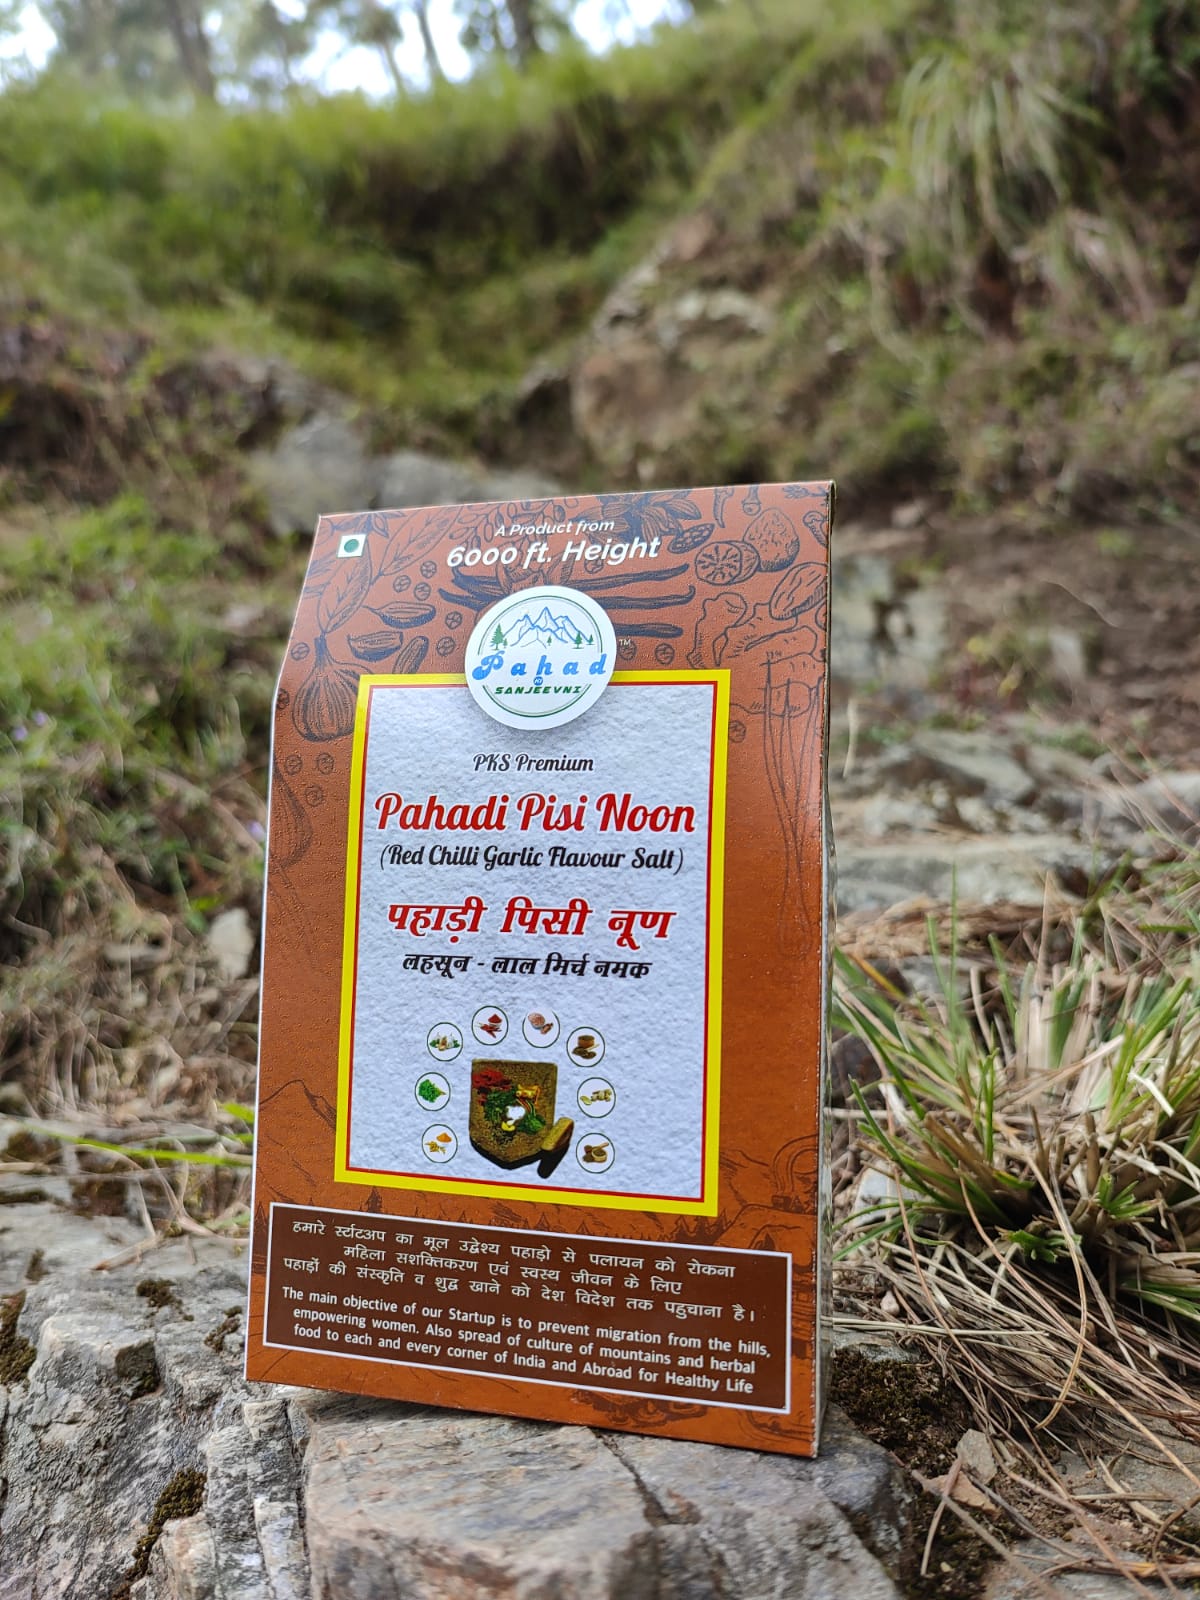 A Product from
6000 ft. Height
Pahad
KI
SANJEEVNI
TM
PKS Premium
Pahadi Pisi Noon
(Red Chilli Garlic Flavour Salt)
पहाड़ी पिसी नूण
लहसून - लाल मिर्च नमक
हमारे र्स्टाटअप का मूल उद्देश्य पहाड़ो से पलायन को रोकना
महिला सशक्तिकरण एवं स्वस्थ जीवन के लिए
पहाड़ों की संस्कृति व शुद्ध खाने को देश विदेश तक पहुचाना है।
The main objective of our Startup is to prevent migration from the hills,
empowering women. Also spread of culture of mountains and herbal
food to each and every corner of India and Abroad for Healthy Life